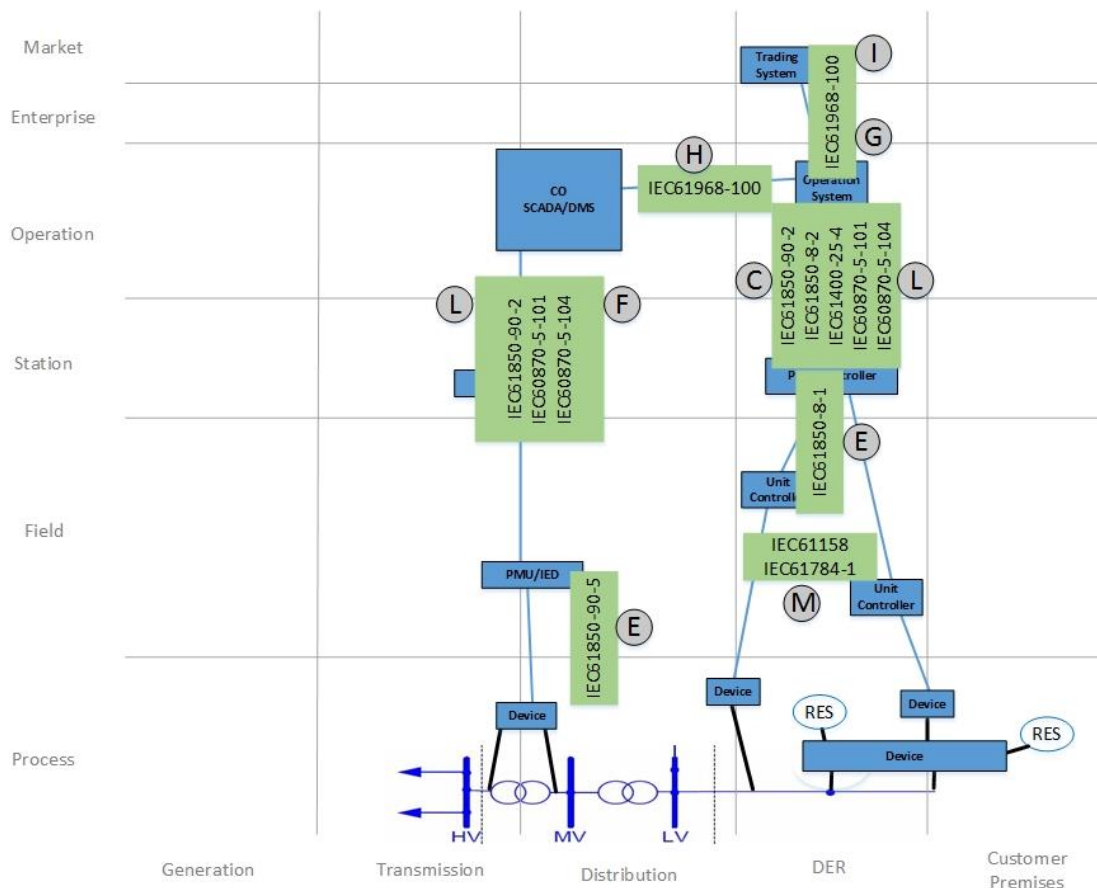 Market
Enterprise
Operation
Station
Field
Process
Generation
Transmission
Distribution
DER
Customer
Premises
Trading
System
I
IEC61968-100
G
H
IEC61968-100
Operation
System
CO
SCADA/DMS
C
IEC61850-90-2
IEC61850-8-2
IEC61400-25-4
IEC60870-5-101
IEC60870-5-104
L
L
IEC61850-90-2
IEC60870-5-101
IEC60870-5-104
F
IEC61850-8-1
E
Unit
IEC61158
IEC61784-1
M
Unit
Controller
PMU/IED
IEC61850-90-5
E
Device
Device
Device
RES
RES
Device
HV
MV
LV